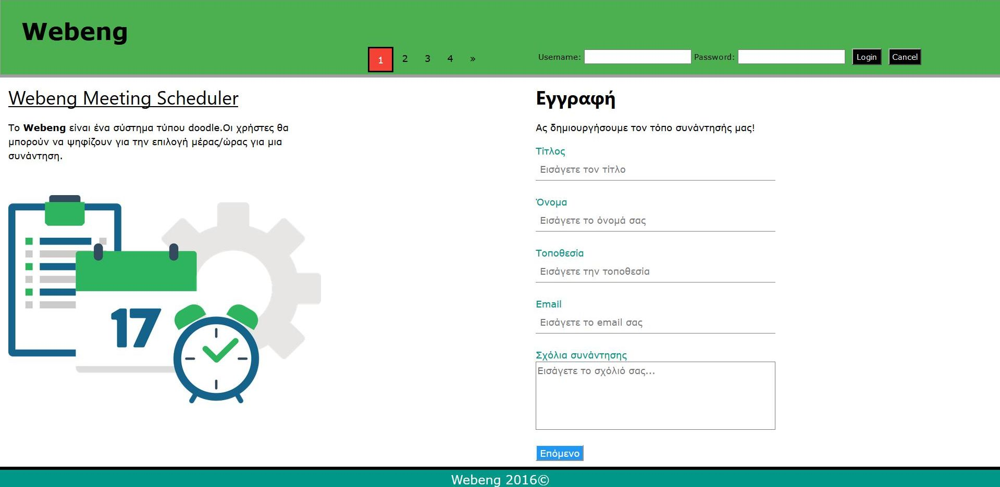 Webeng
1 2 3 4 »
Username: Password: Login Cancel
Webeng Meeting Scheduler
Το Webeng είναι ένα σύστημα τύπου doodle.Οι χρήστες θα
μπορούν να ψηφίζουν για την επιλογή μέρας/ώρας για μια
συνάντηση.
17
Εγγραφή
Ας δημιουργήσουμε τον τόπο συνάντησής μας!
Τίτλος
Εισάγετε τον τίτλο
Όνομα
Εισάγετε το όνομά σας
Τοποθεσία
Εισάγετε την τοποθεσία
Email
Εισάγετε το email σας
Σχόλια συνάντησης
Εισάγετε το σχόλιό σας...
Επόμενο
Webeng 2016©